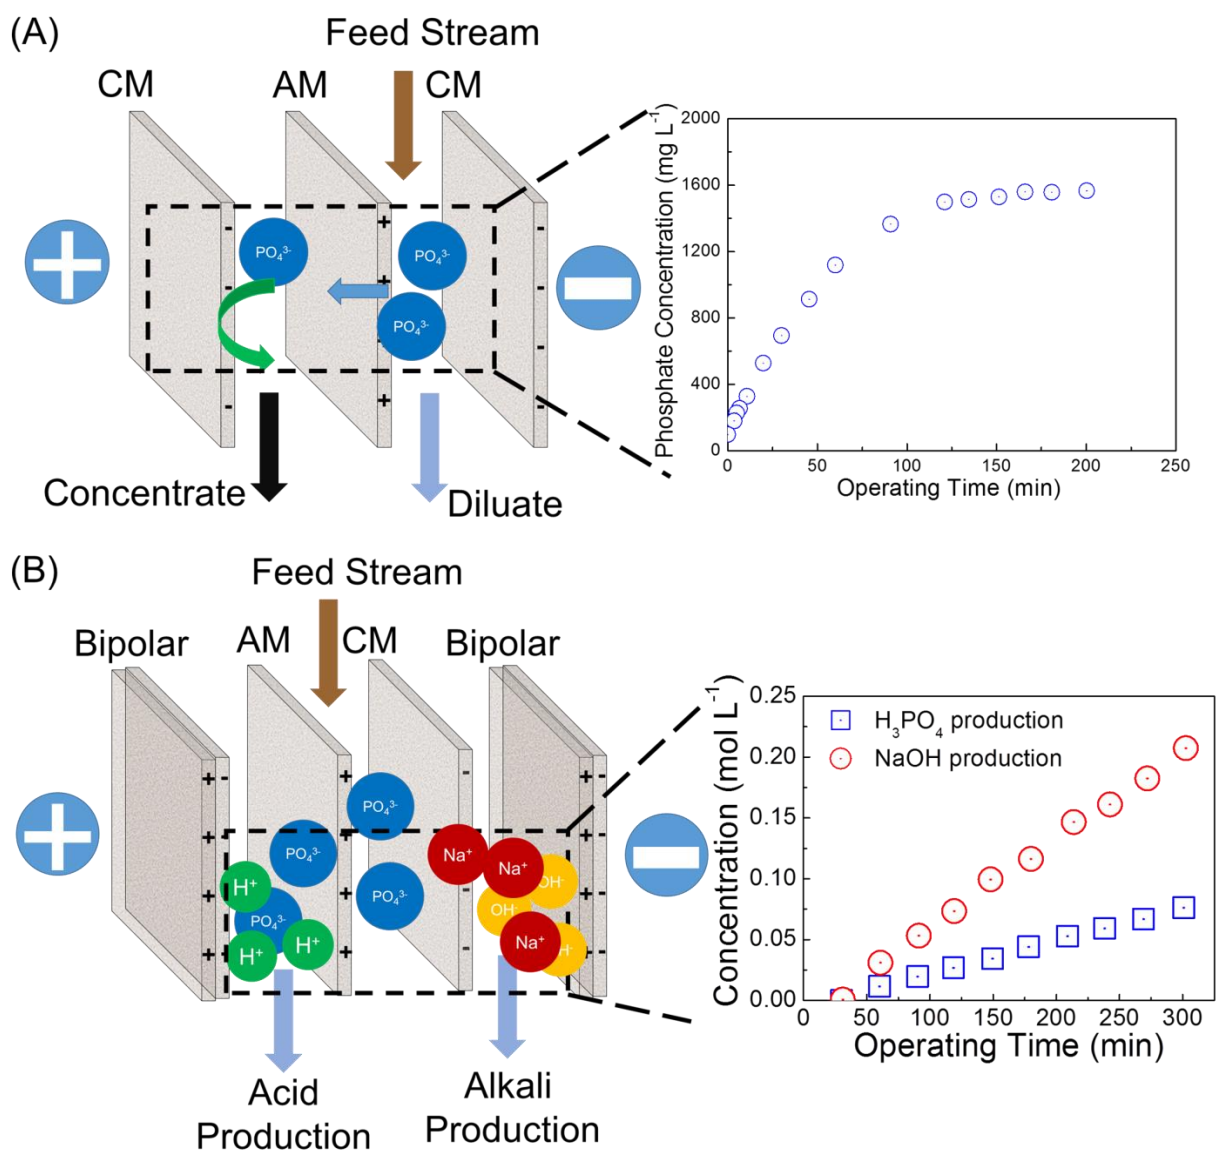 (A)
Feed Stream
CM
AM
CM
+
-
-
-
+
+
+
-
-
-
PO₄³⁻
PO₄³⁻
PO₄³⁻
Concentrate
Diluate
Phosphate Concentration (mg L⁻¹)
2000
1600
1200
800
400
0
0 50 100 150 200 250
Operating Time (min)
(B)
Feed Stream
Bipolar
AM
CM
Bipolar
+ -
+ -
+ -
+ -
+
+
+
+
-
-
-
+ -
+ -
+ -
+ -
PO₄³⁻
PO₄³⁻
PO₄³⁻
PO₄³⁻
H⁺
H⁺
H⁺
Na⁺
Na⁺
Na⁺
OH⁻
OH⁻
H⁻
Acid
Production
Alkali
Production
Concentration (mol L⁻¹)
0.25
0.20
0.15
0.10
0.05
0.00
H₃PO₄ production
NaOH production
0 50 100 150 200 250 300
Operating Time (min)